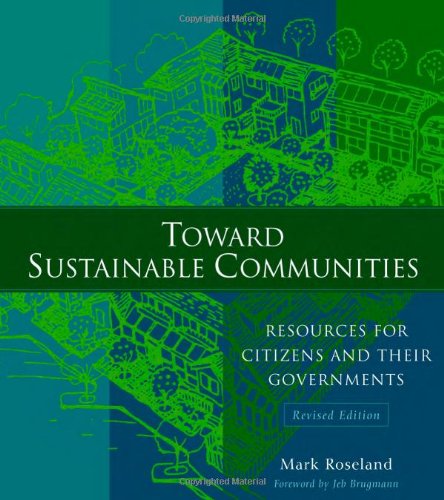 Copyrighted Material
TOWARD
SUSTAINABLE COMMUNITIES
RESOURCES FOR
CITIZENS AND THEIR
GOVERNMENTS
Revised Edition
Mark Roseland
Foreword by Jeb Brugmann
Copyrighted Material